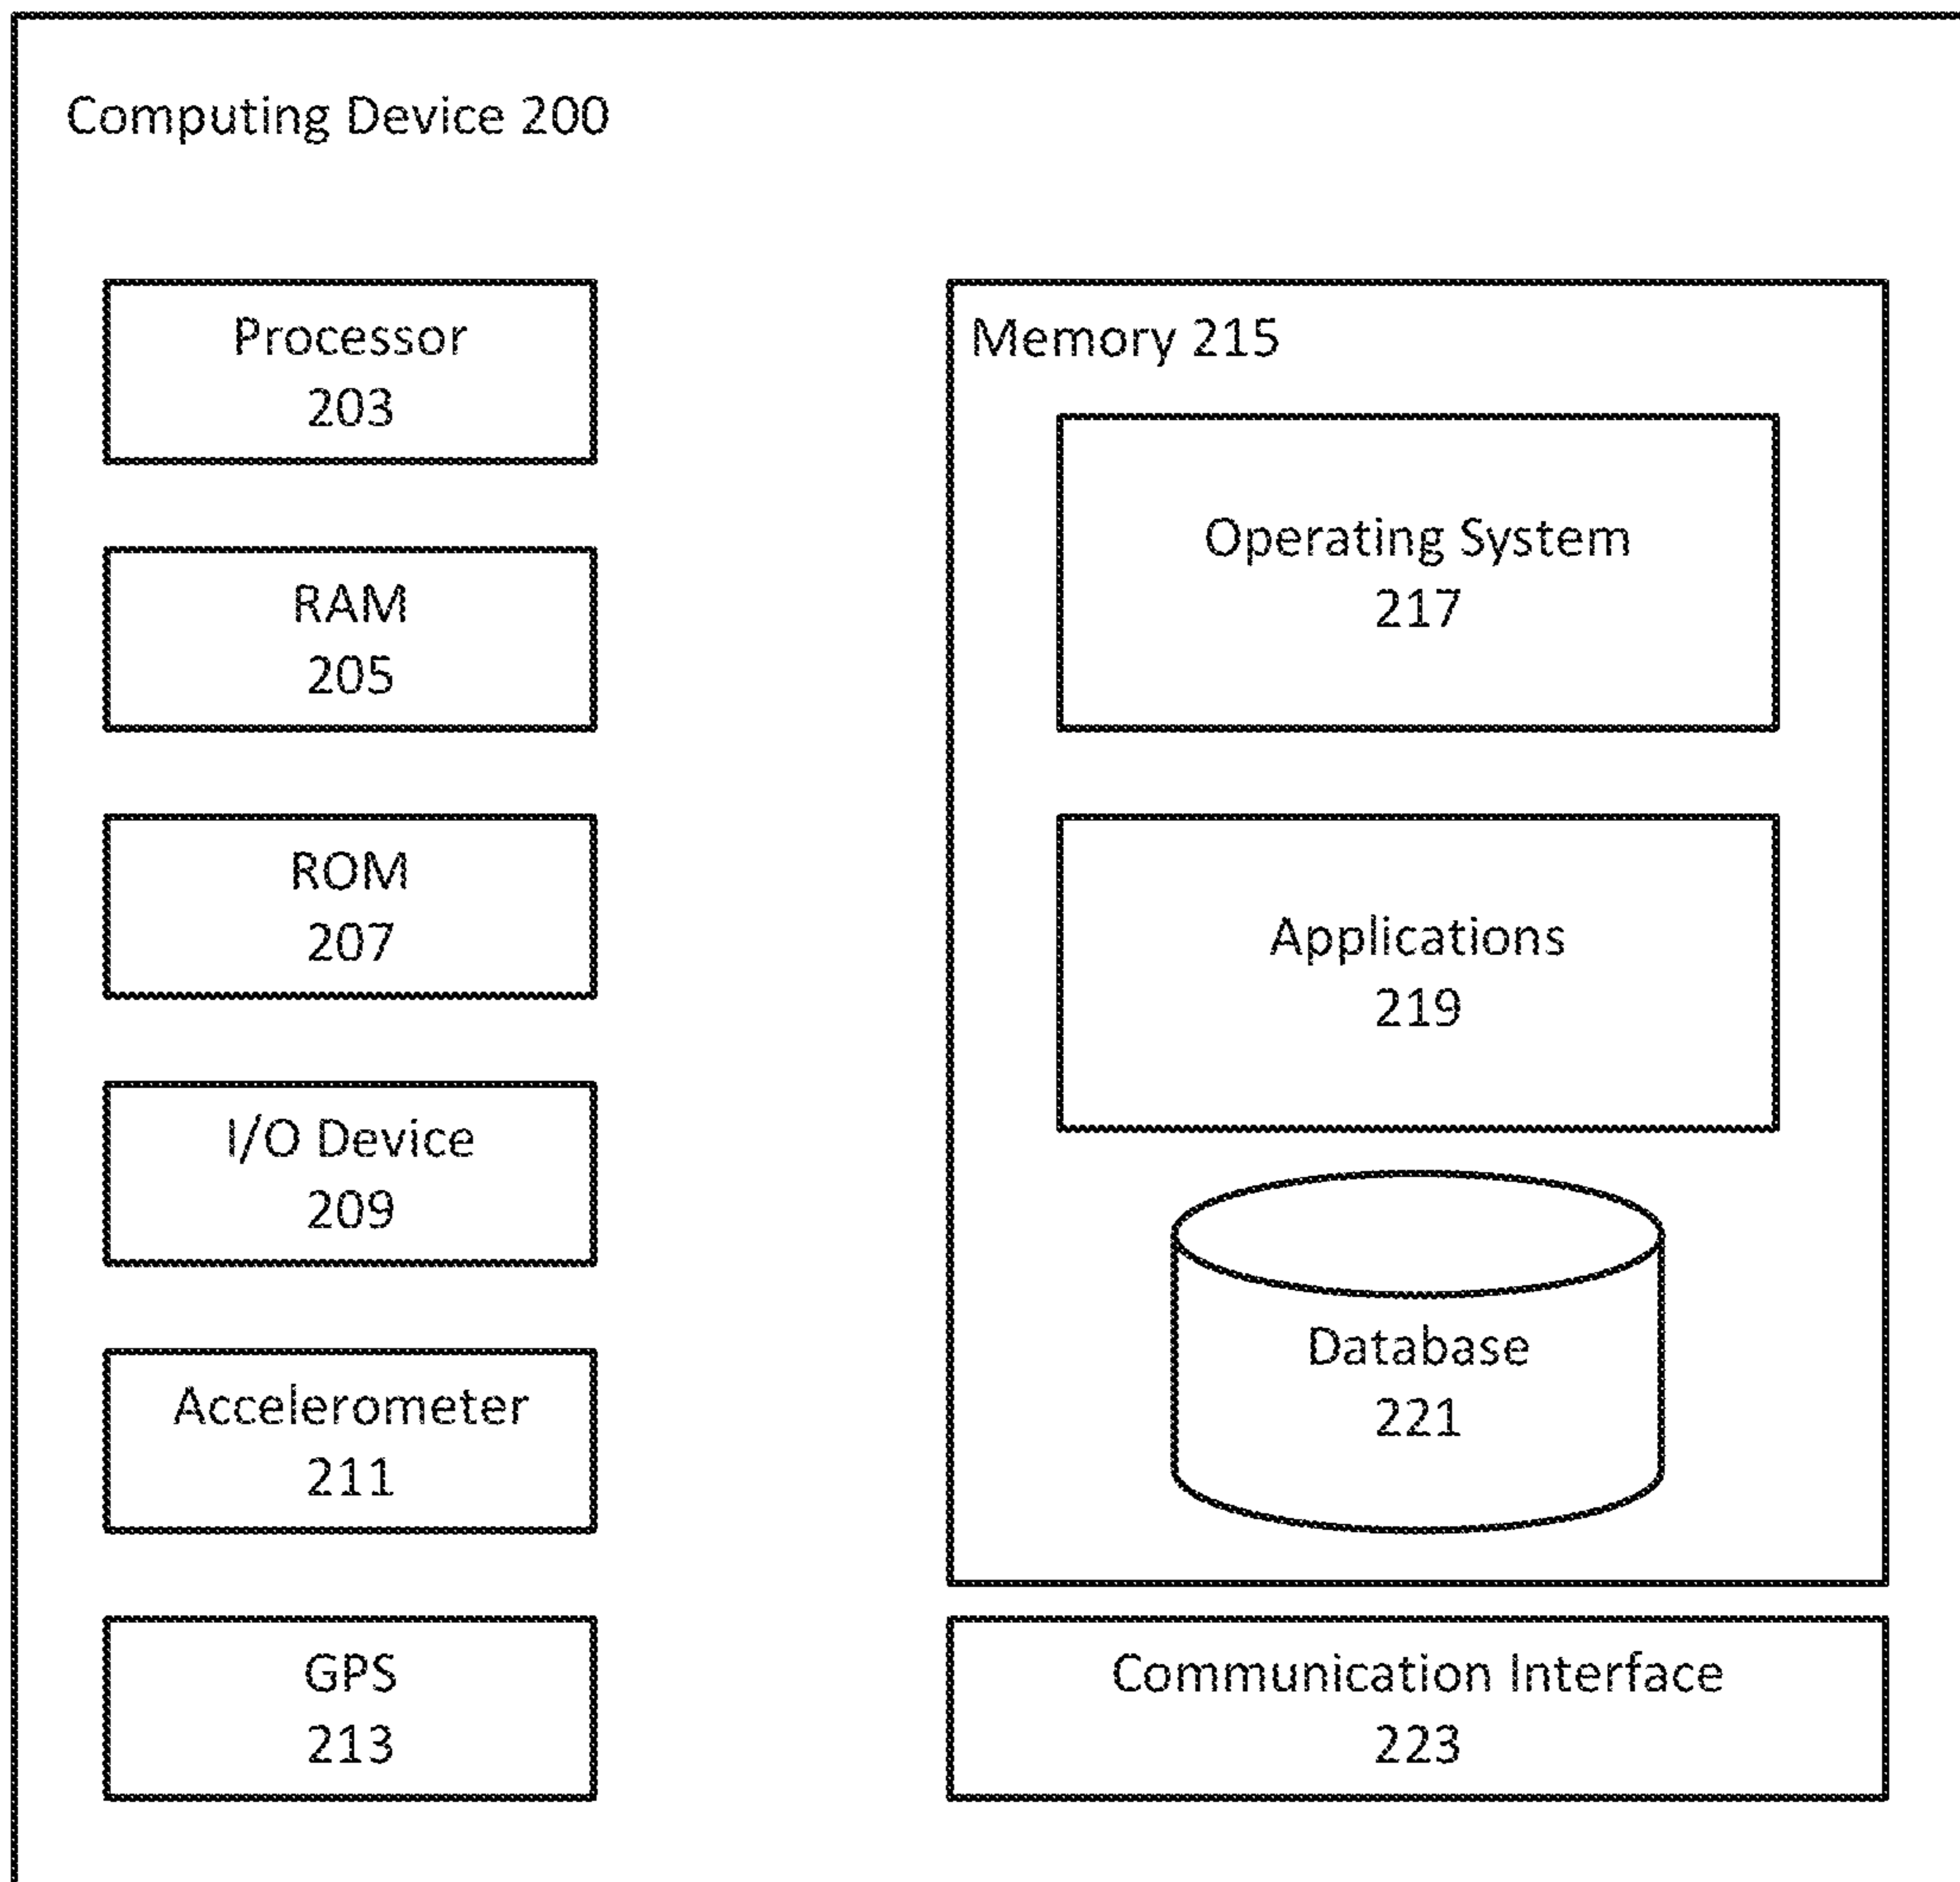 Computing Device 200
Processor
203
RAM
205
ROM
207
I/O Device
209
Accelerometer
211
GPS
213
Memory 215
Operating System
217
Applications
219
Database
221
Communication Interface
223